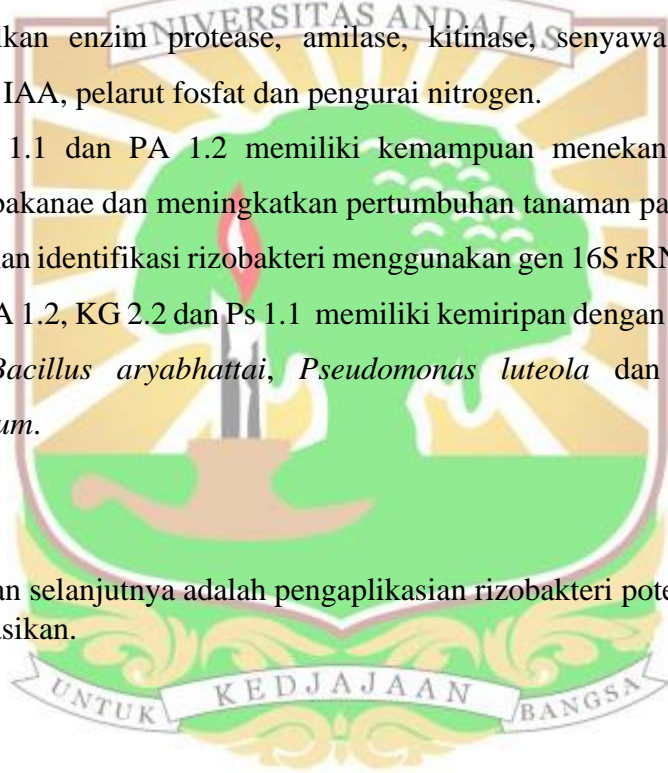 UNIVERSITAS ANDALAS
lkan enzim protease, amilase, kitinase, senyawa
IAA, pelarut fosfat dan pengurai nitrogen.
1.1 dan PA 1.2 memiliki kemampuan menekan
bakanae dan meningkatkan pertumbuhan tanaman pa
an identifikasi rizobakteri menggunakan gen 16S rRN
A 1.2, KG 2.2 dan Ps 1.1 memiliki kemiripan dengan
Bacillus aryabhattai, Pseudomonas luteola dan
um.
an selanjutnya adalah pengaplikasian rizobakteri pote
asikan.
UNTUK KEDJAJAAN BANGSA